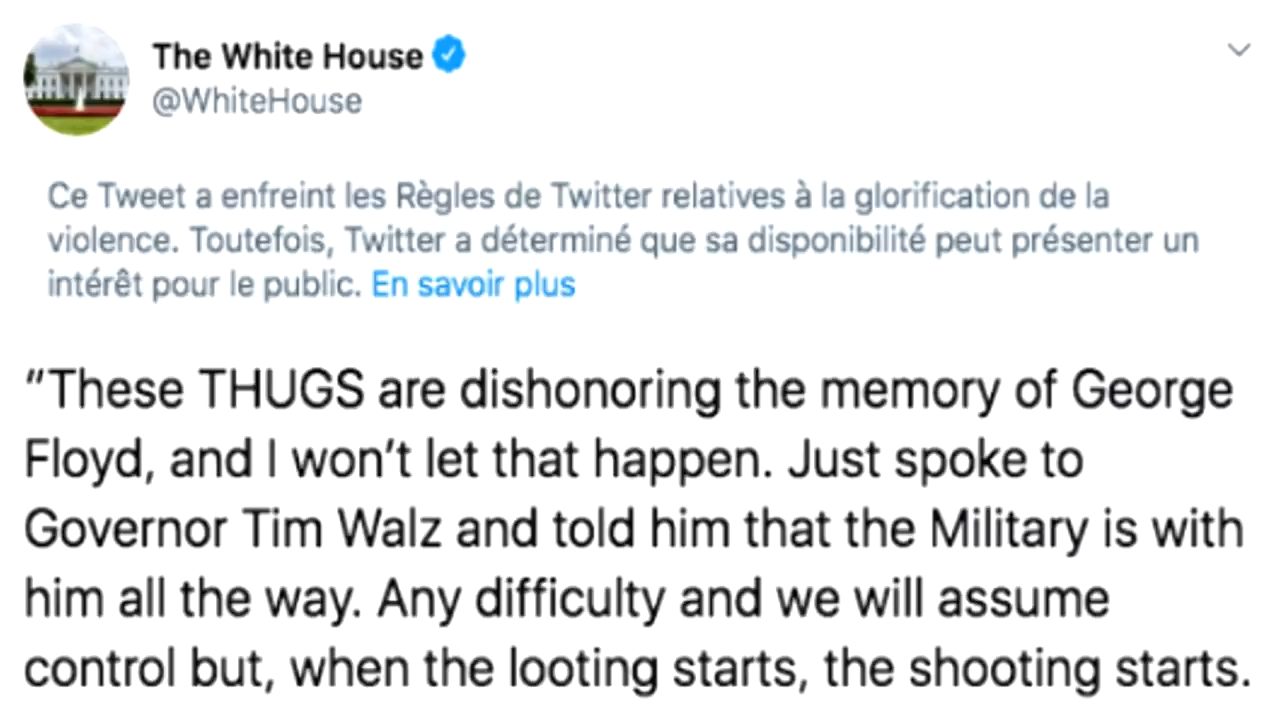 The White House
@WhiteHouse
Ce Tweet a enfreint les Règles de Twitter relatives à la glorification de la
violence. Toutefois, Twitter a déterminé que sa disponibilité peut présenter un
intérêt pour le public. En savoir plus
“These THUGS are dishonoring the memory of George
Floyd, and I won’t let that happen. Just spoke to
Governor Tim Walz and told him that the Military is with
him all the way. Any difficulty and we will assume
control but, when the looting starts, the shooting starts.